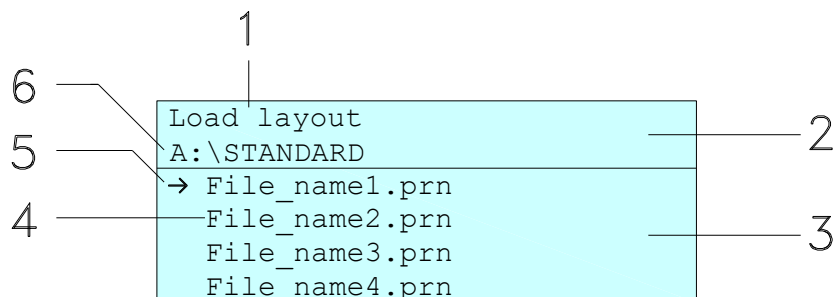 1
6
Load layout
2
A:\STANDARD
5
→ File_name1.prn
4
File_name2.prn
3
File_name3.prn
File_name4.prn